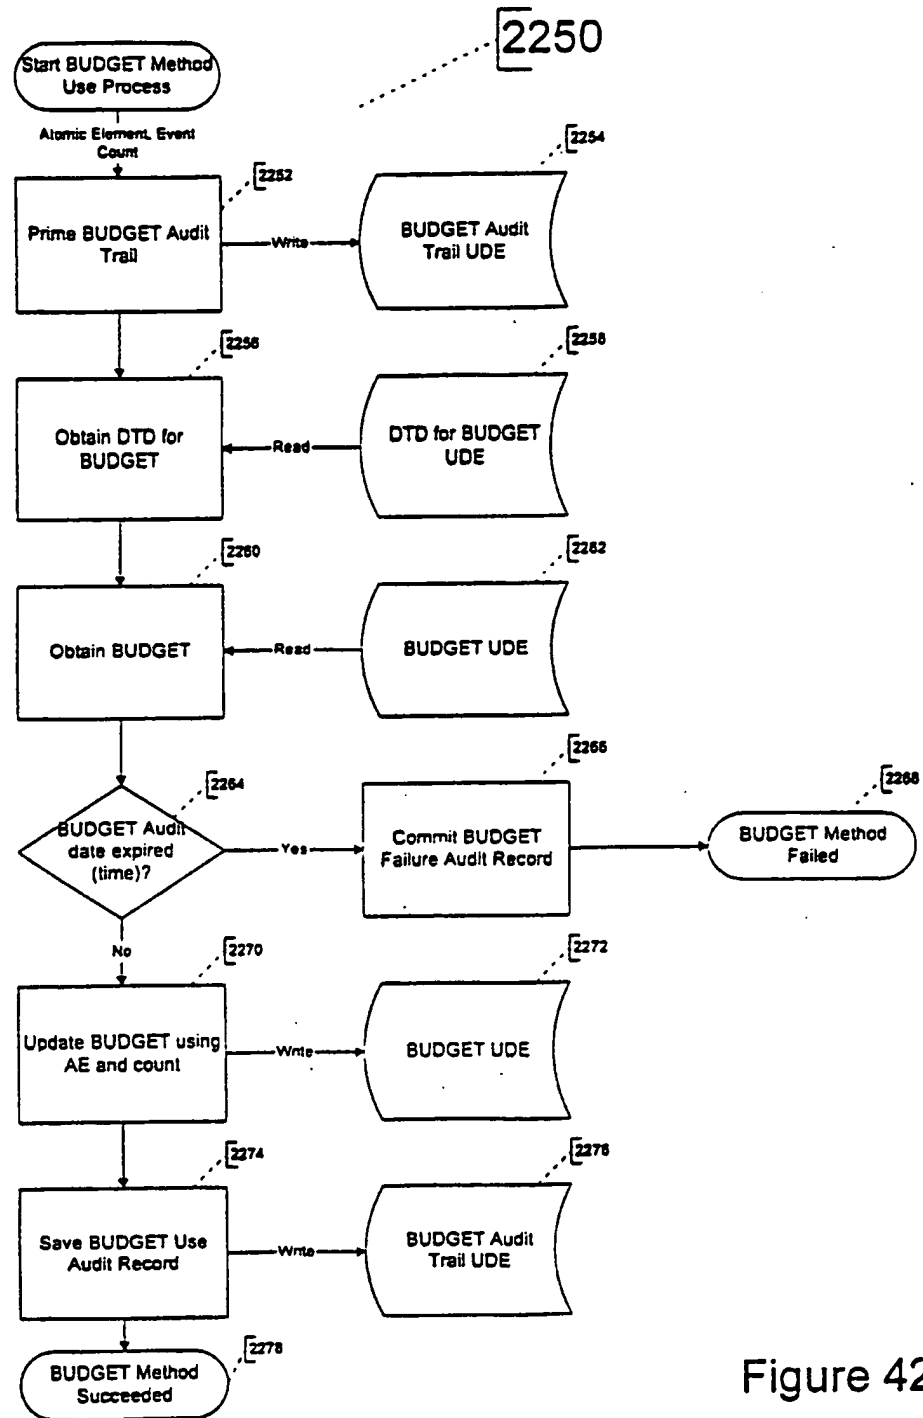 2250
Start BUDGET Method
Use Process
Atomic Element, Event
Count
2252
2254
Prime BUDGET Audit
Trail
Write
BUDGET Audit
Trail UDE
2256
2258
Obtain DTD for
BUDGET
Read
DTD for BUDGET
UDE
2260
2262
Obtain BUDGET
Read
BUDGET UDE
2264
2266
2268
BUDGET Audit
date expired
(time)?
Yes
Commit BUDGET
Failure Audit Record
BUDGET Method
Failed
No
2270
2272
Update BUDGET using
AE and count
Write
BUDGET UDE
2274
2276
Save BUDGET Use
Audit Record
Write
BUDGET Audit
Trail UDE
2278
BUDGET Method
Succeeded
Figure 42